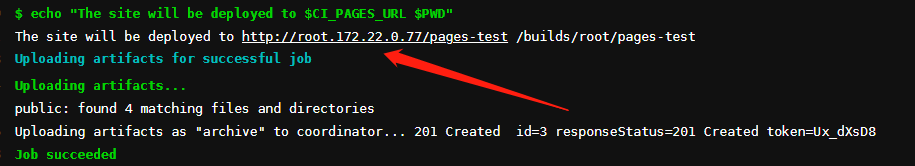 $ echo "The site will be deployed to $CI_PAGES_URL $PWD"
The site will be deployed to http://root.172.22.0.77/pages-test /builds/root/pages-test
Uploading artifacts for successful job
Uploading artifacts...
public: found 4 matching files and directories
Uploading artifacts as "archive" to coordinator... 201 Created  id=3 responseStatus=201 Created token=Ux_dXsD8
Job succeeded